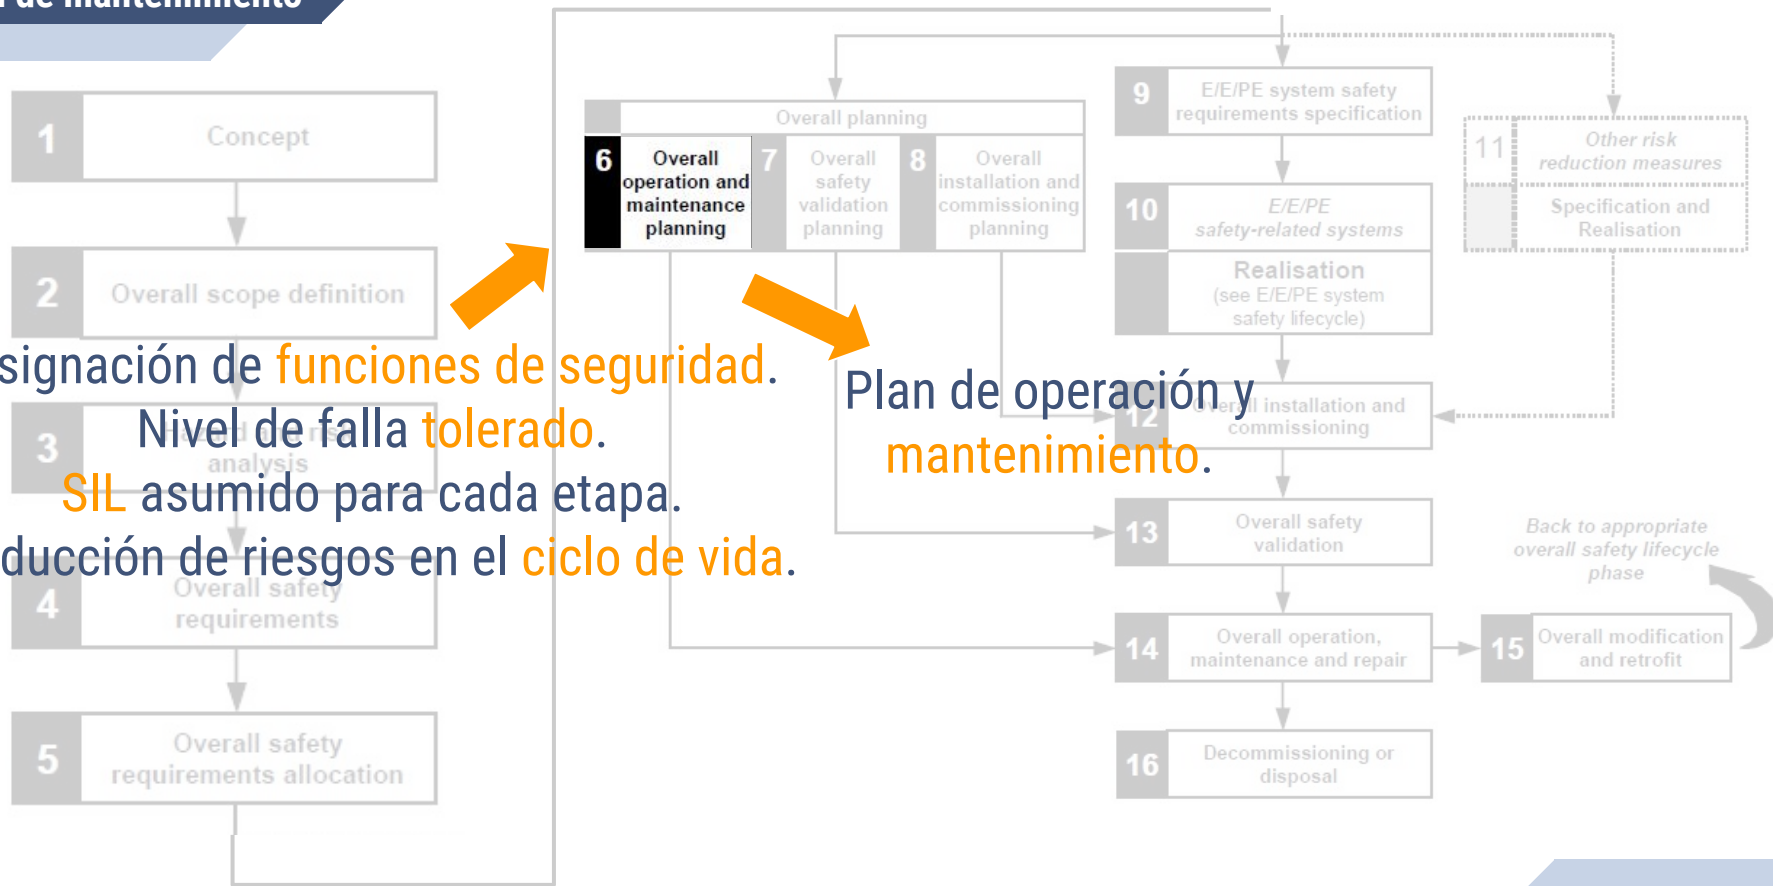 de mantenimiento
1
Concept
2
Overall scope definition
3
Hazard and risk
analysis
4
Overall safety
requirements
5
Overall safety
requirements allocation
signación de funciones de seguridad.
Nivel de falla tolerado.
SIL asumido para cada etapa.
ducción de riesgos en el ciclo de vida.
Overall planning
6
Overall
operation and
maintenance
planning
7
Overall
safety
validation
planning
8
Overall
installation and
commissioning
planning
Plan de operación y
mantenimiento.
9
E/E/PE system safety
requirements specification
10
E/E/PE
safety-related systems
Realisation
(see E/E/PE system
safety lifecycle)
11
Other risk
reduction measures
Specification and
Realisation
12
Overall installation and
commissioning
13
Overall safety
validation
Back to appropriate
overall safety lifecycle
phase
14
Overall operation,
maintenance and repair
15
Overall modification
and retrofit
16
Decommissioning or
disposal